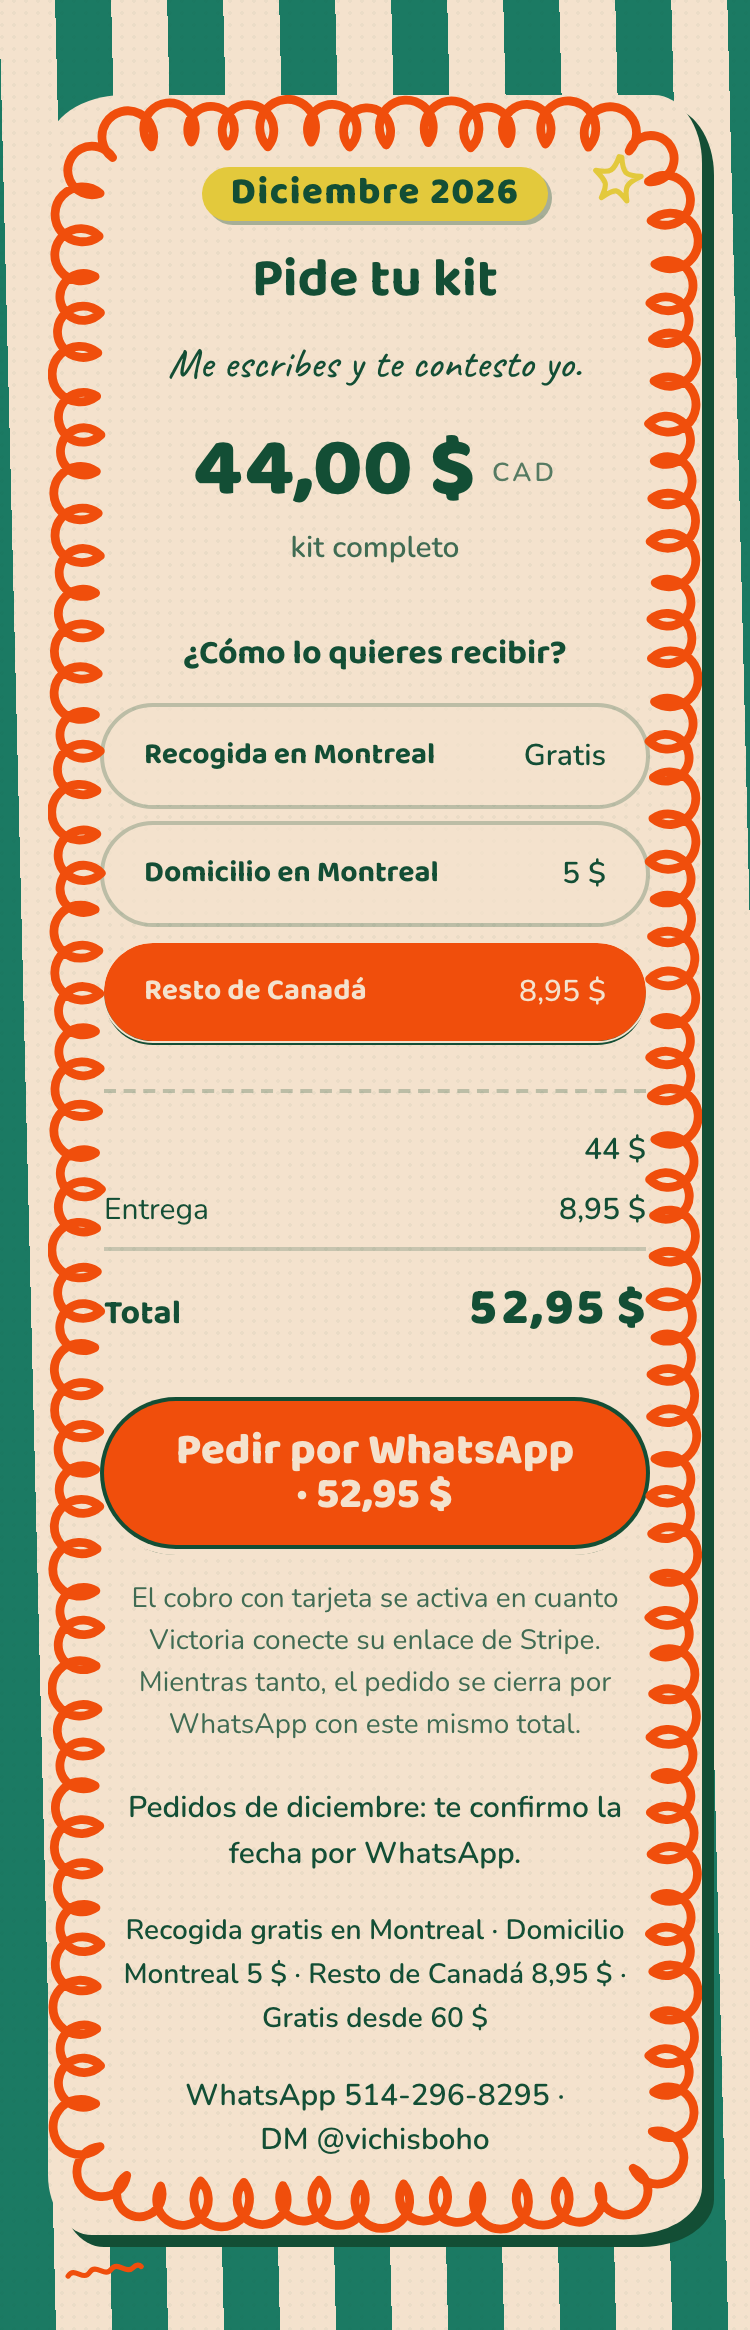 Diciembre 2026
Pide tu kit
Me escribes y te contesto yo.
44,00 $ CAD
kit completo
¿Cómo lo quieres recibir?
Recogida en Montreal Gratis
Domicilio en Montreal 5 $
Resto de Canadá 8,95 $
44 $
Entrega 8,95 $
Total 52,95 $
Pedir por WhatsApp
· 52,95 $
El cobro con tarjeta se activa en cuanto
Victoria conecte su enlace de Stripe.
Mientras tanto, el pedido se cierra por
WhatsApp con este mismo total.
Pedidos de diciembre: te confirmo la
fecha por WhatsApp.
Recogida gratis en Montreal · Domicilio
Montreal 5 $ · Resto de Canadá 8,95 $ ·
Gratis desde 60 $
WhatsApp 514-296-8295 ·
DM @vichisboho